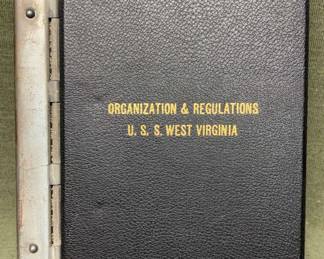 ORGANIZATION & REGULATIONS
U. S. S. WEST VIRGINIA